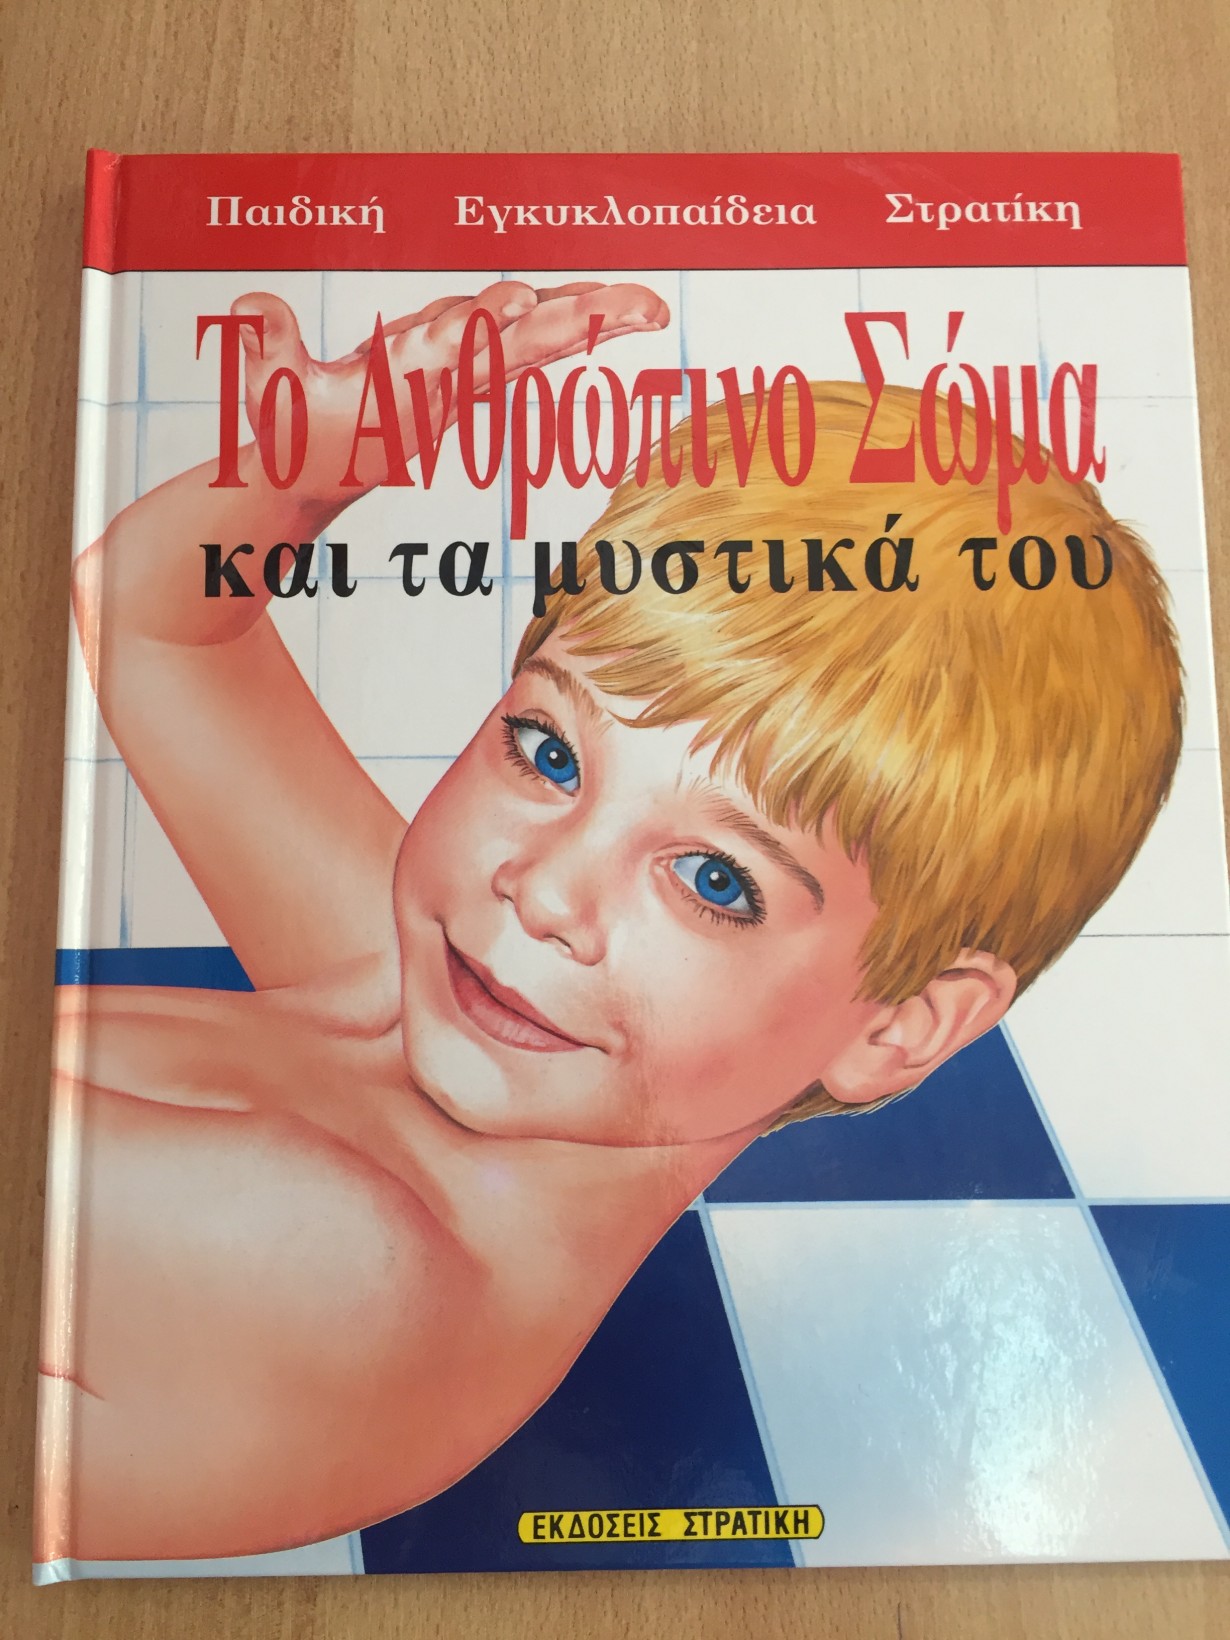 Παιδική Εγκυκλοπαίδεια Στρατίκη
Το Ανθρώπινο Σώμα
και τα μυστικά του
ΕΚΔΟΣΕΙΣ ΣΤΡΑΤΙΚΗ